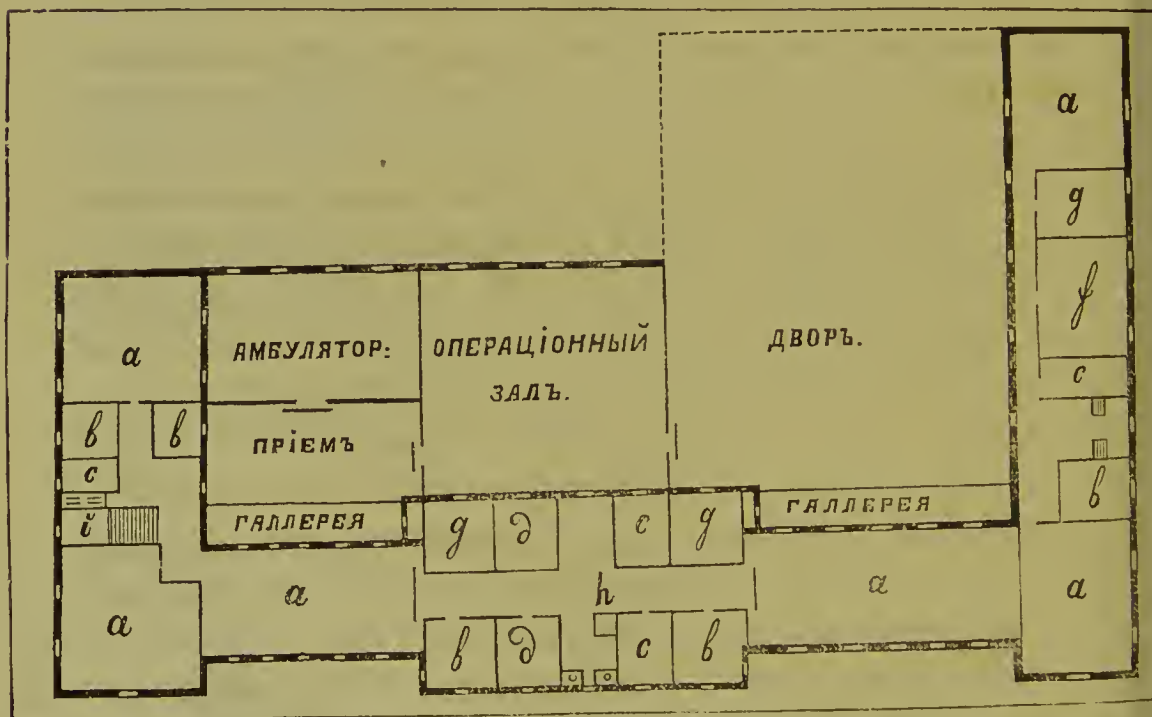 a
g
a
АМБУЛЯТОР:
ОПЕРАЦІОННЫЙ
ЗАЛЪ.
ДВОРЪ.
f
c
в
в
ПРІЕМЪ
c
в
й
ГАЛЛЕРЕЯ
g
д
c
g
ГАЛЛЕРЕЯ
a
a
h
a
a
в
д
c
в